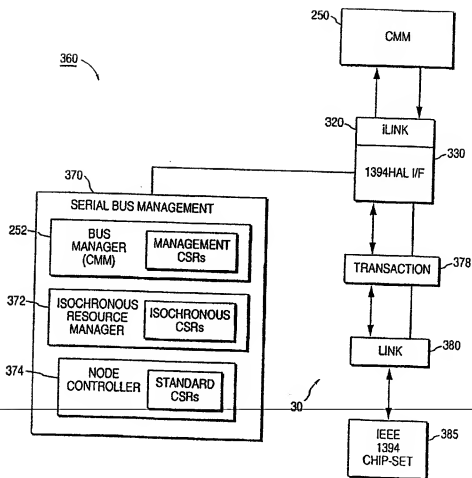 250
CMM
360
320
iLINK
1394HAL I/F
330
370
SERIAL BUS MANAGEMENT
252
BUS
MANAGER
(CMM)
MANAGEMENT
CSRs
TRANSACTION
378
372
ISOCHRONOUS
RESOURCE
MANAGER
ISOCHRONOUS
CSRs
LINK
380
374
NODE
CONTROLLER
STANDARD
CSRs
30
IEEE
1394
CHIP-SET
385